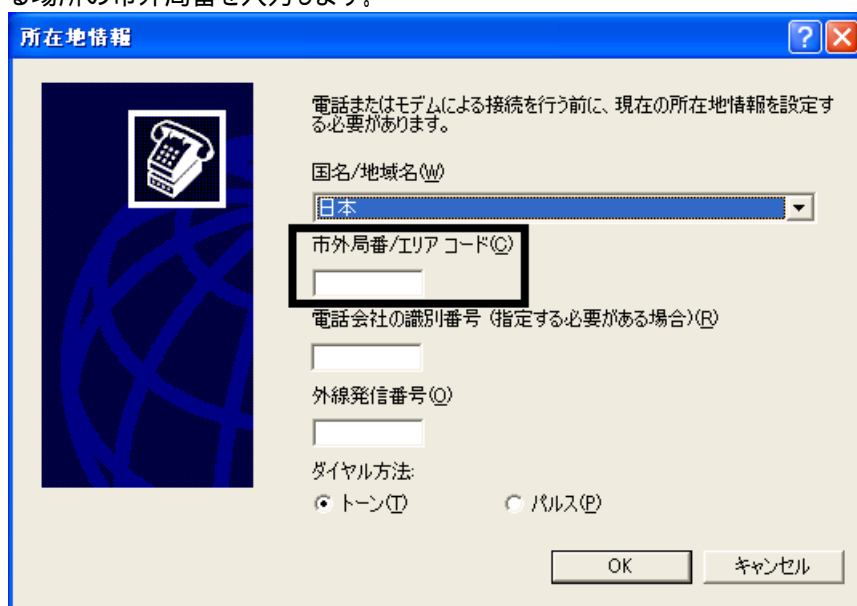 る場所の市外局番を入力します。
所在地情報
電話またはモデムによる接続を行う前に、現在の所在地情報を設定す
る必要があります。
国名/地域名(W)
日本
市外局番/エリア コード(C)
電話会社の識別番号 (指定する必要がある場合)(R)
外線発信番号(O)
ダイヤル方法:
トーン(T) パルス(P)
OK キャンセル